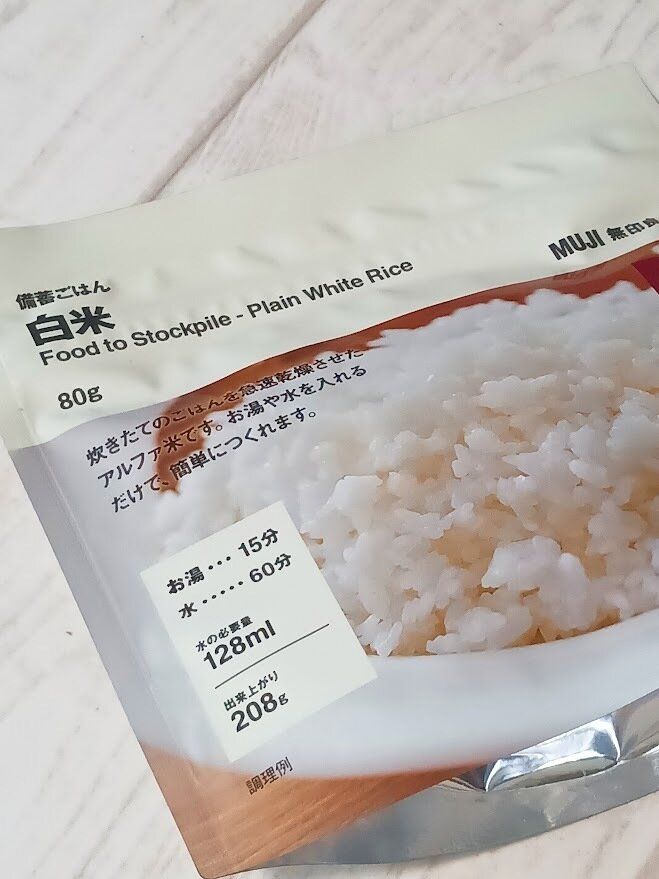 MUJI 無印良
備蓄ごはん
白米
Food to Stockpile - Plain White Rice
80g
炊きたてのごはんを急速乾燥させた
アルファ米です。お湯や水を入れる
だけで、簡単につくれます。
お湯・・・15分
水・・・・・60分
水の必要量
128ml
出来上がり
208g
調理例